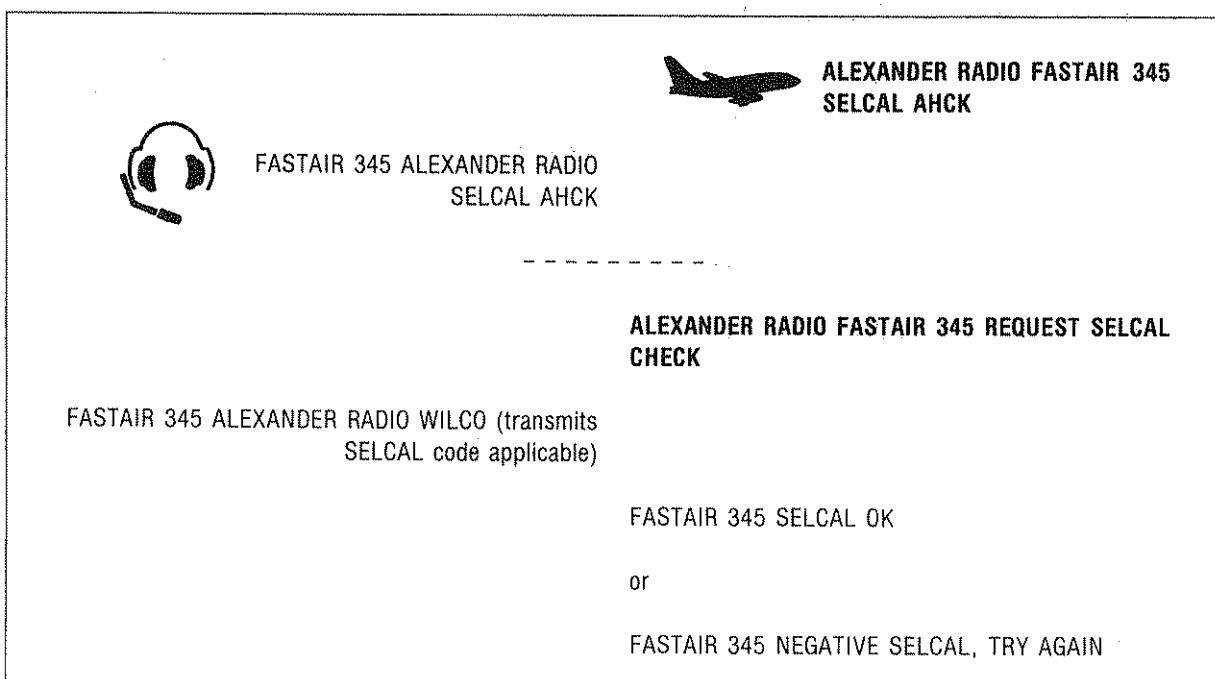 ALEXANDER RADIO FASTAIR 345
SELCAL AHCK
FASTAIR 345 ALEXANDER RADIO
SELCAL AHCK
- - - - - - - - -
ALEXANDER RADIO FASTAIR 345 REQUEST SELCAL
CHECK
FASTAIR 345 ALEXANDER RADIO WILCO (transmits
SELCAL code applicable)
FASTAIR 345 SELCAL OK
or
FASTAIR 345 NEGATIVE SELCAL, TRY AGAIN